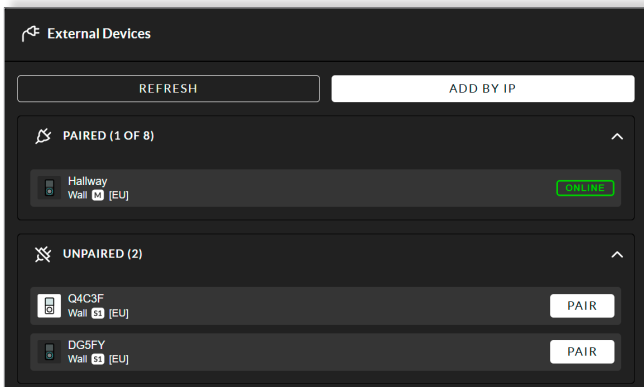 External Devices
REFRESH
ADD BY IP
PAIRED (1 OF 8)
Hallway
Wall M [EU]
ONLINE
UNPAIRED (2)
Q4C3F
Wall S1 [EU]
PAIR
DG5FY
Wall S1 [EU]
PAIR